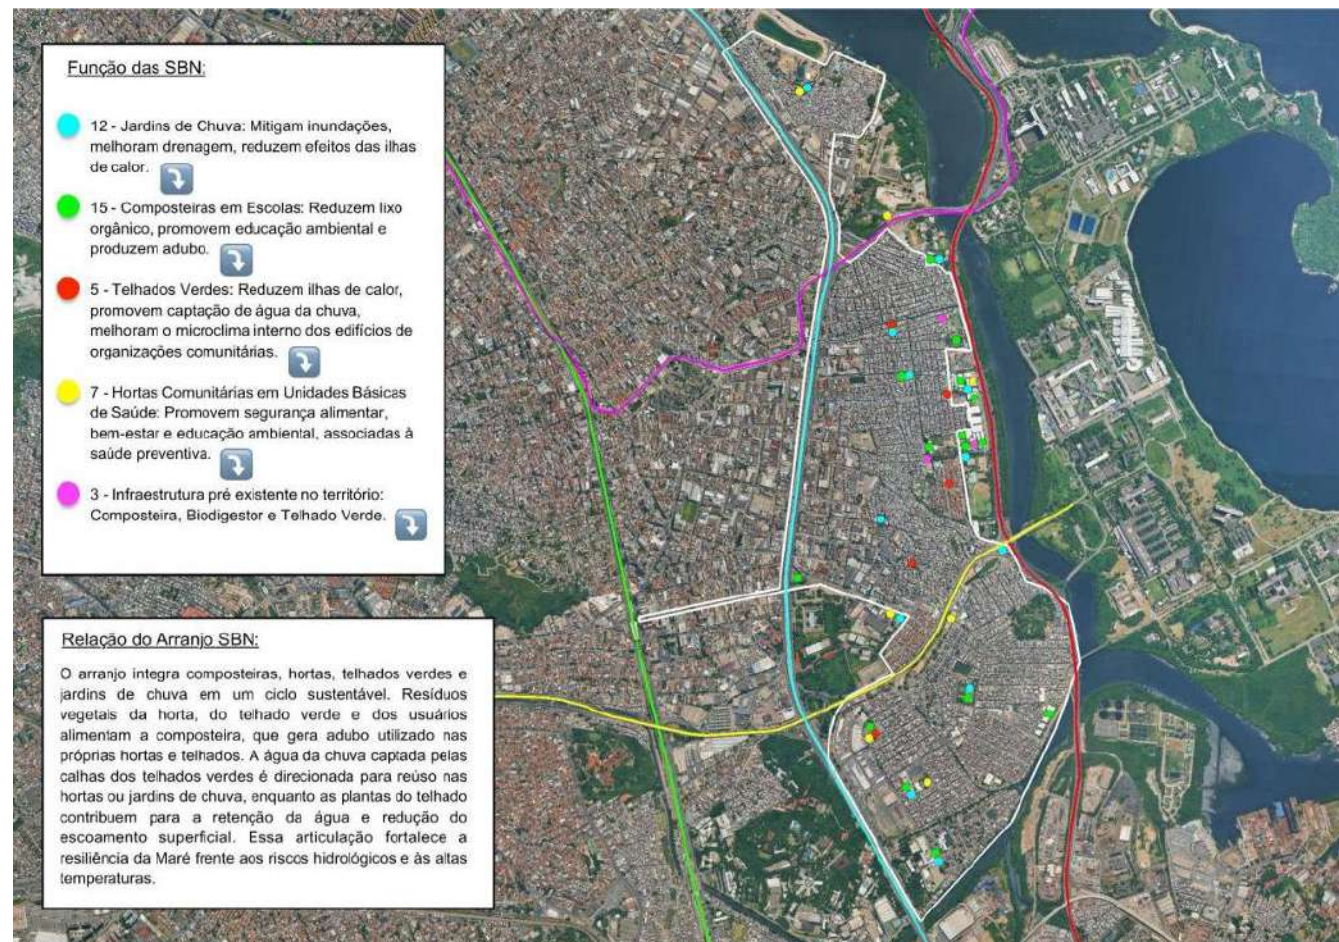 Função das SBN:
12 - Jardins de Chuva: Mitigam inundações,
melhoram drenagem, reduzem efeitos das ilhas
de calor.
15 - Composteiras em Escolas: Reduzem lixo
orgânico, promovem educação ambiental e
produzem adubo.
5 - Telhados Verdes: Reduzem ilhas de calor,
promovem captação de água da chuva,
melhoram o microclima interno dos edifícios de
organizações comunitárias.
7 - Hortas Comunitárias em Unidades Básicas
de Saúde: Promovem segurança alimentar,
bem-estar e educação ambiental, associadas à
saúde preventiva.
3 - Infraestrutura pré existente no território:
Composteira, Biodigestor e Telhado Verde.
Relação do Arranjo SBN:
O arranjo integra composteiras, hortas, telhados verdes e
jardins de chuva em um ciclo sustentável. Resíduos
vegetais da horta, do telhado verde e dos usuários
alimentam a composteira, que gera adubo utilizado nas
próprias hortas e telhados. A água da chuva captada pelas
calhas dos telhados verdes é direcionada para reúso nas
hortas ou jardins de chuva, enquanto as plantas do telhado
contribuem para a retenção da água e redução do
escoamento superficial. Essa articulação fortalece a
resiliência da Maré frente aos riscos hidrológicos e às altas
temperaturas.